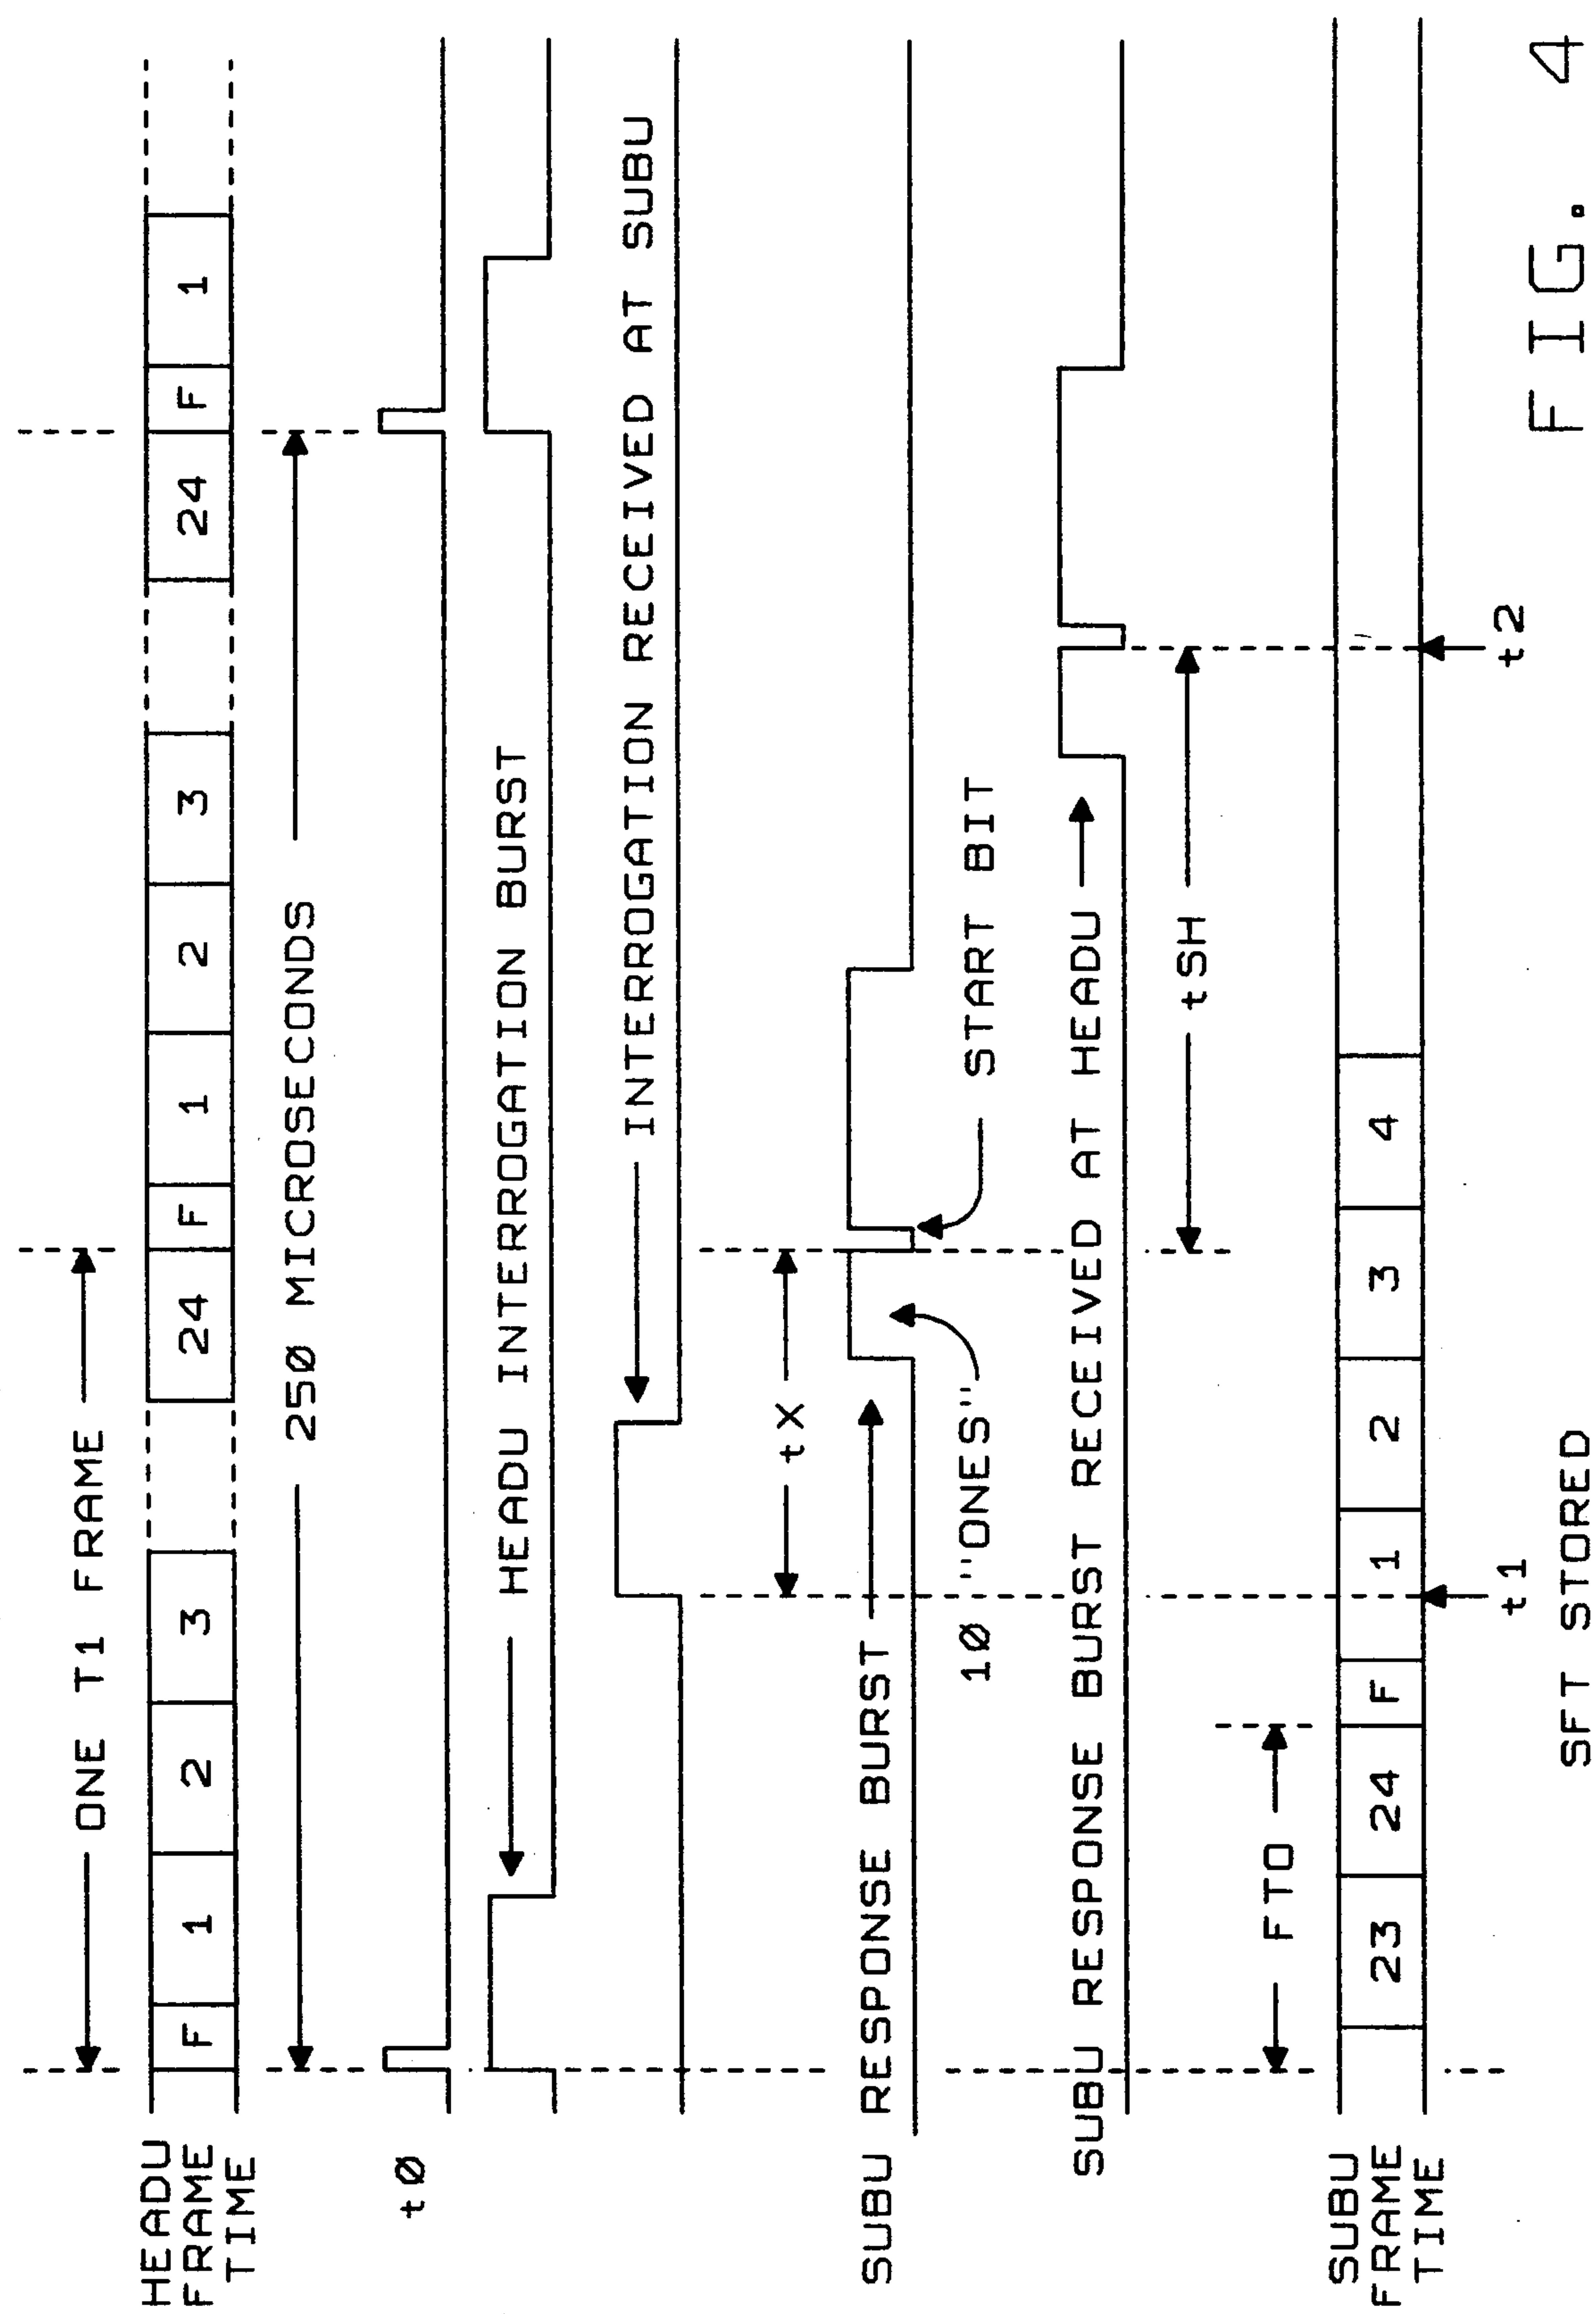 ONE T1 FRAME
HEADU
FRAME
TIME
F 1 2 3 24 F 1 2 3 24 F 1
250 MICROSECONDS
t0
HEADU INTERROGATION BURST
INTERROGATION RECEIVED AT SUBU
tX
SUBU RESPONSE BURST
10 "ONES"
START BIT
SUBU RESPONSE BURST RECEIVED AT HEADU
tSH
FTO
SUBU
FRAME
TIME
23 24 F 1 2 3 4
t1
t2
SFT STORED
FIG. 4